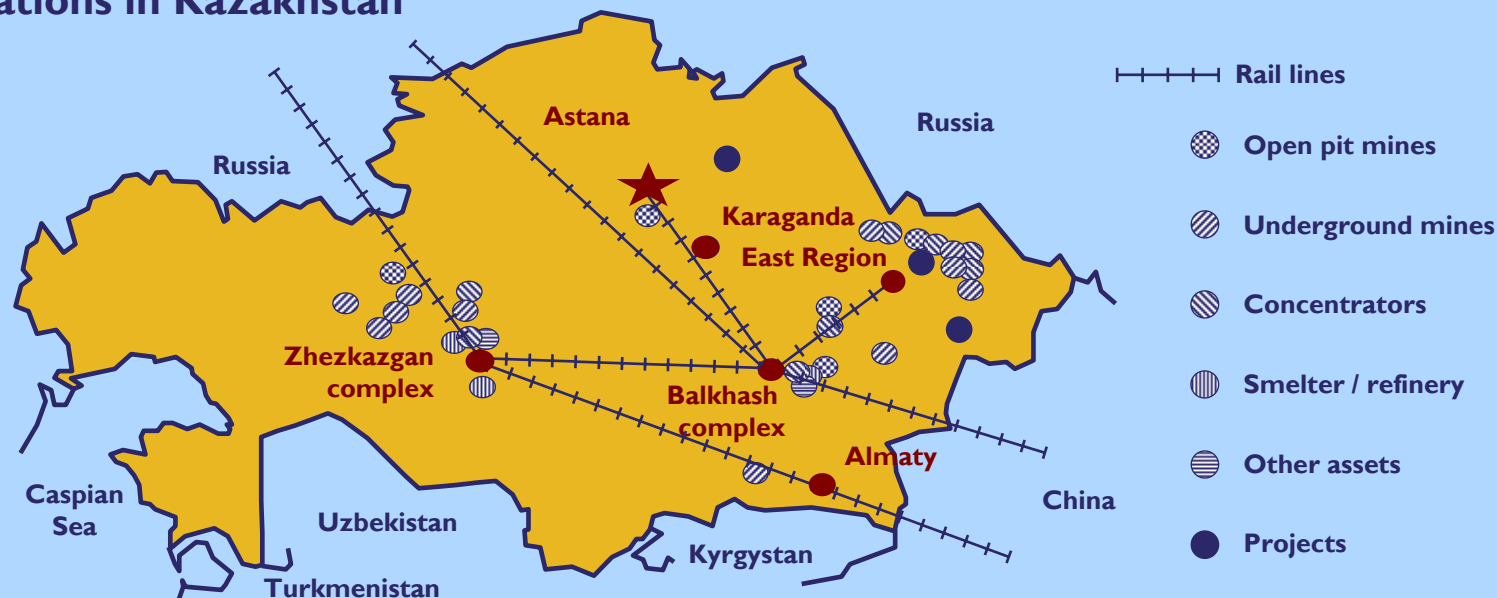 ations in Kazakhstan
Rail lines
Astana
Russia
Open pit mines
Russia
Karaganda
Underground mines
East Region
Concentrators
Zhezkazgan
complex
Balkhash
complex
Smelter / refinery
Almaty
Other assets
Caspian
Sea
China
Uzbekistan
Kyrgystan
Projects
Turkmenistan